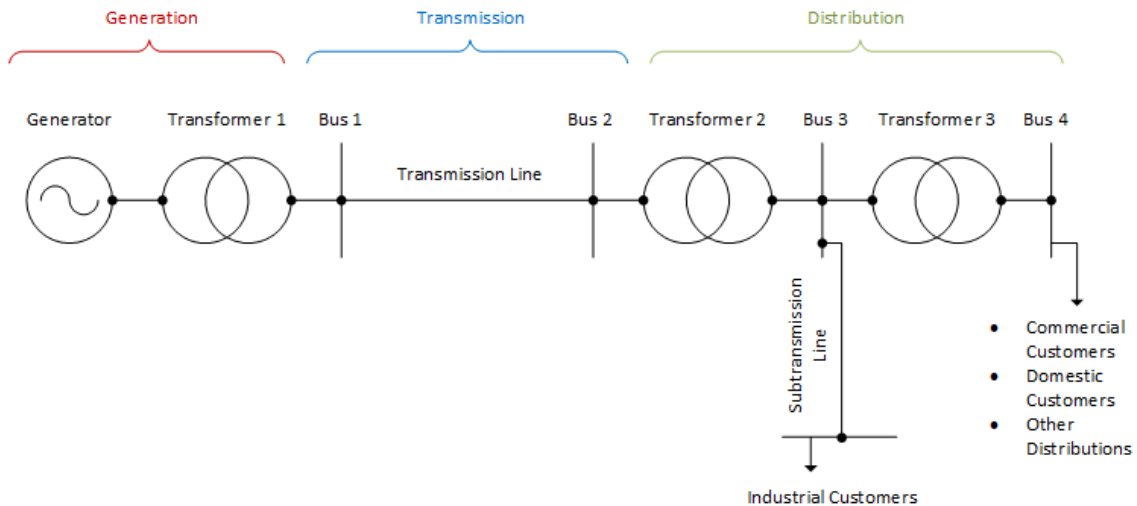 Generation
Transmission
Distribution
Generator
Transformer 1
Bus 1
Bus 2
Transformer 2
Bus 3
Transformer 3
Bus 4
Transmission Line
Subtransmission
Line
• Commercial
Customers
• Domestic
Customers
• Other
Distributions
Industrial Customers